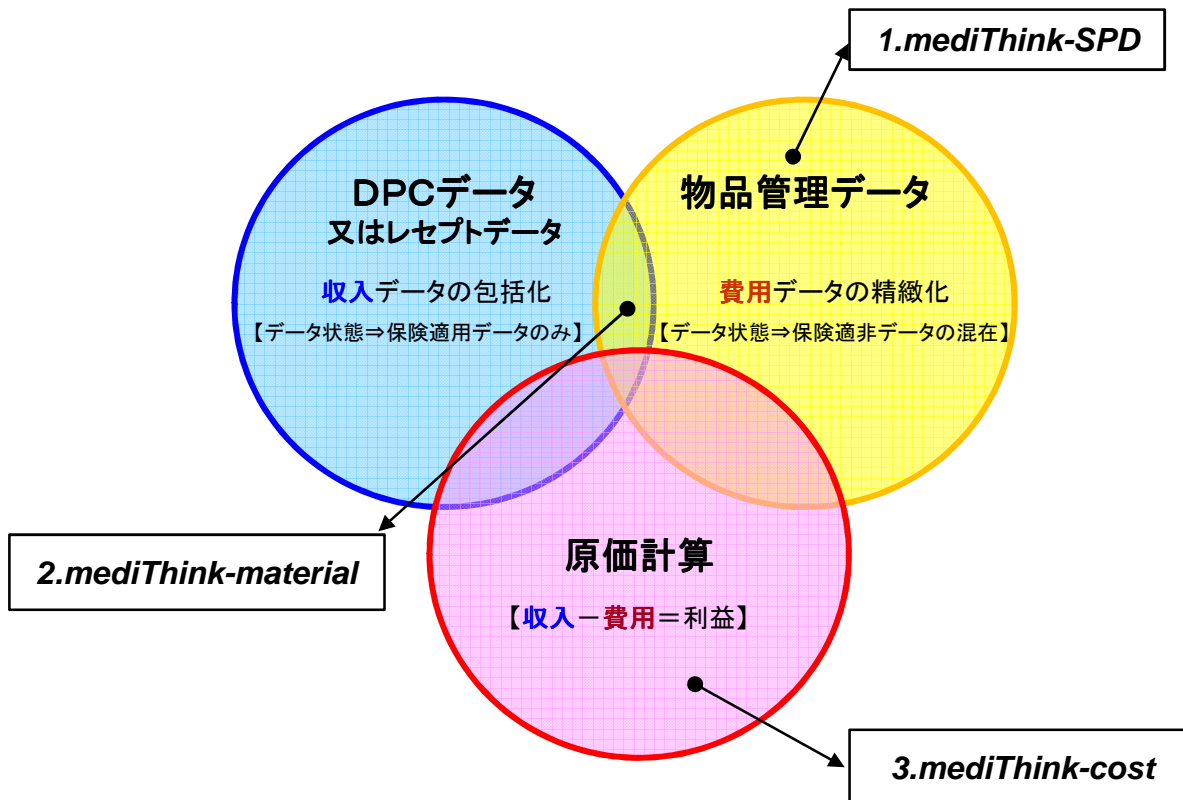 1.mediThink-SPD
DPCデータ
又はレセプトデータ
収入データの包括化
【データ状態⇒保険適用データのみ】
物品管理データ
費用データの精緻化
【データ状態⇒保険適非データの混在】
2.mediThink-material
原価計算
【収入－費用＝利益】
3.mediThink-cost